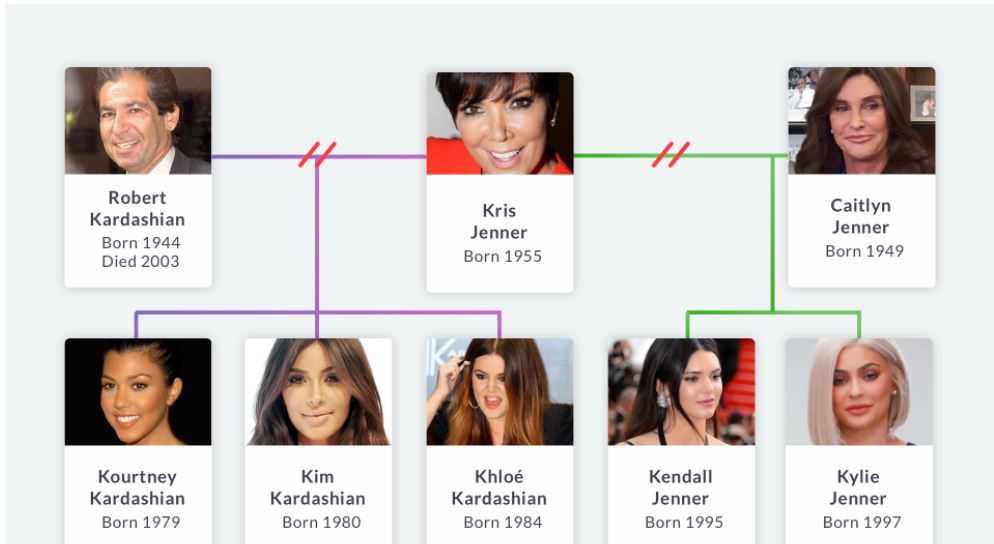 Robert
Kardashian
Born 1944
Died 2003
Kris
Jenner
Born 1955
Caitlyn
Jenner
Born 1949
Kourtney
Kardashian
Born 1979
Kim
Kardashian
Born 1980
Khloé
Kardashian
Born 1984
Kendall
Jenner
Born 1995
Kylie
Jenner
Born 1997